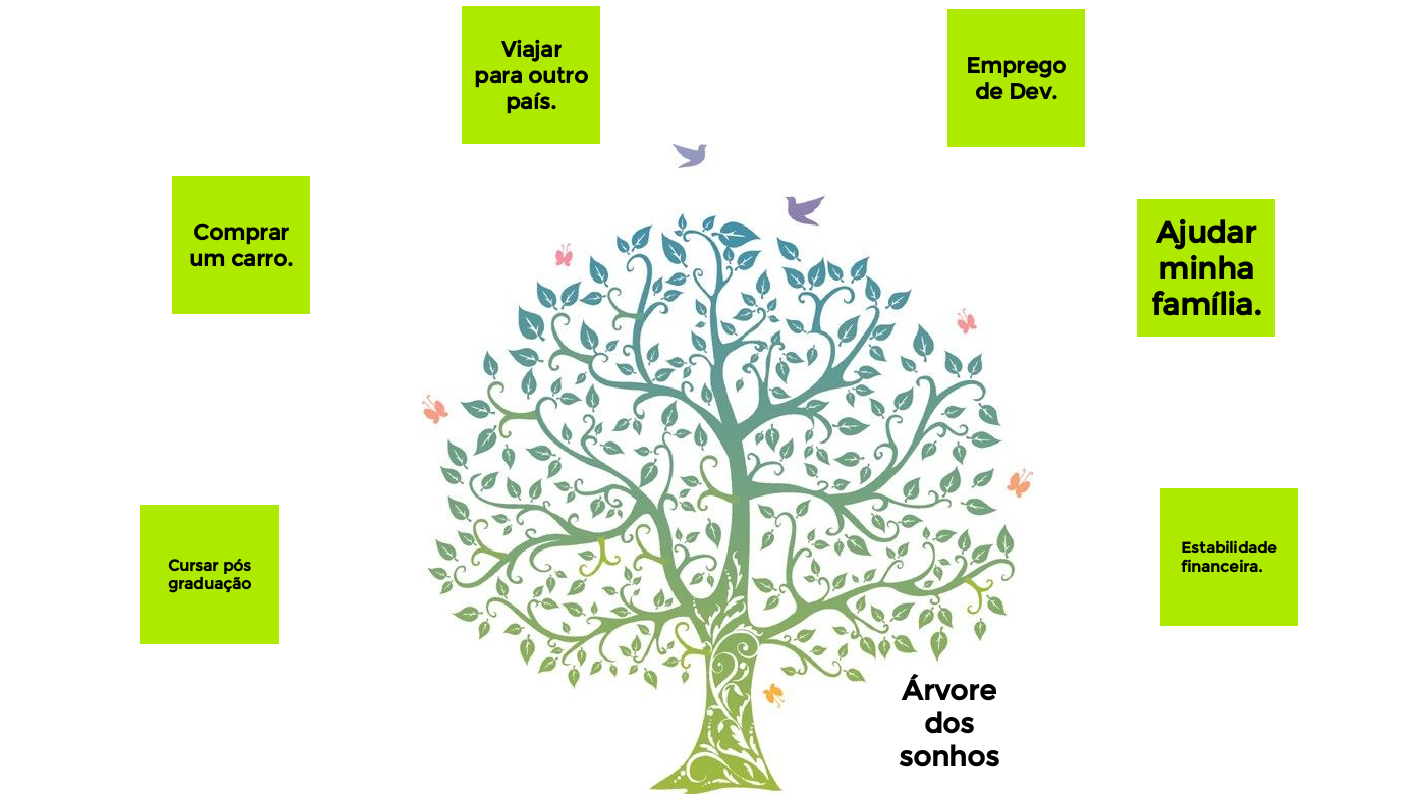 Viajar
para outro
país.
Emprego
de Dev.
Comprar
um carro.
Ajudar
minha
família.
Cursar pós
graduação
Estabilidade
financeira.
Árvore
dos
sonhos